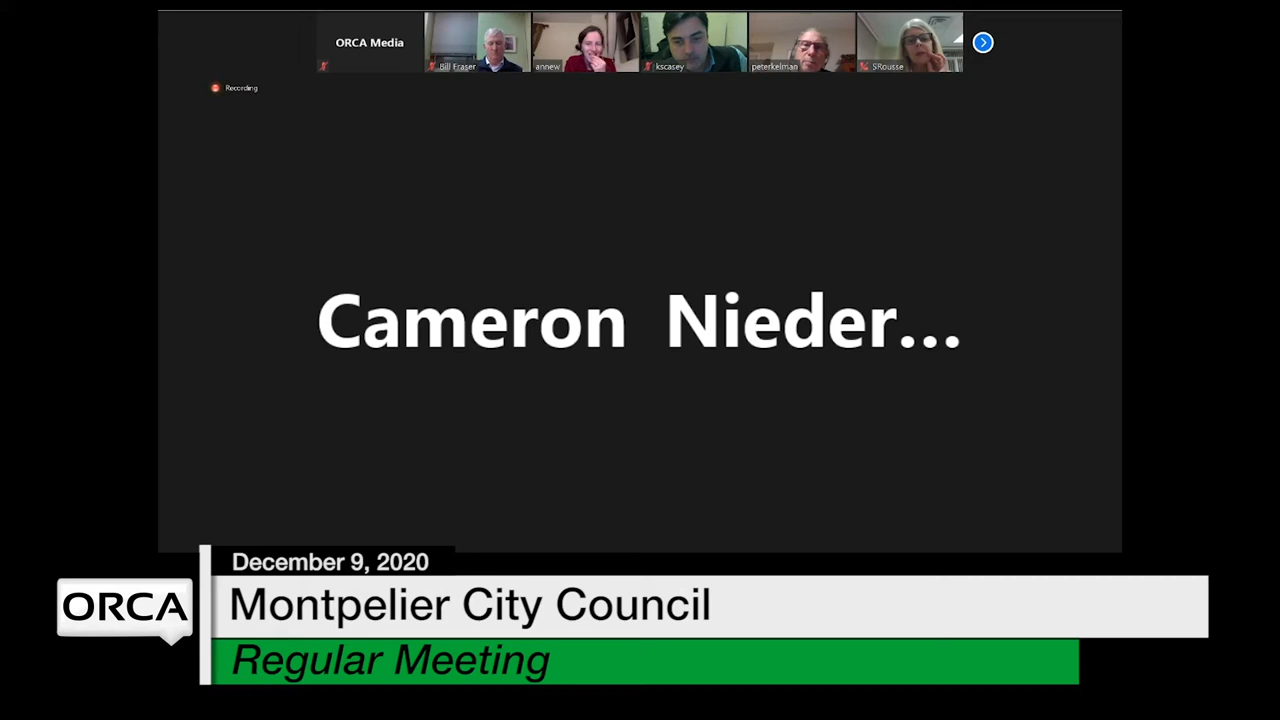 ORCA Media
Bill Fraser
annew
kscasey
peterkelman
SRousse
Recording
Cameron Nieder...
December 9, 2020
ORCA
Montpelier City Council
Regular Meeting